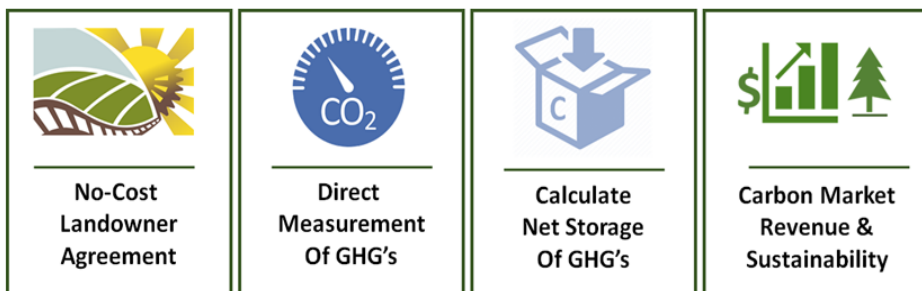 CO2
C
$
No-Cost
Landowner
Agreement
Direct
Measurement
Of GHG's
Calculate
Net Storage
Of GHG's
Carbon Market
Revenue &
Sustainability